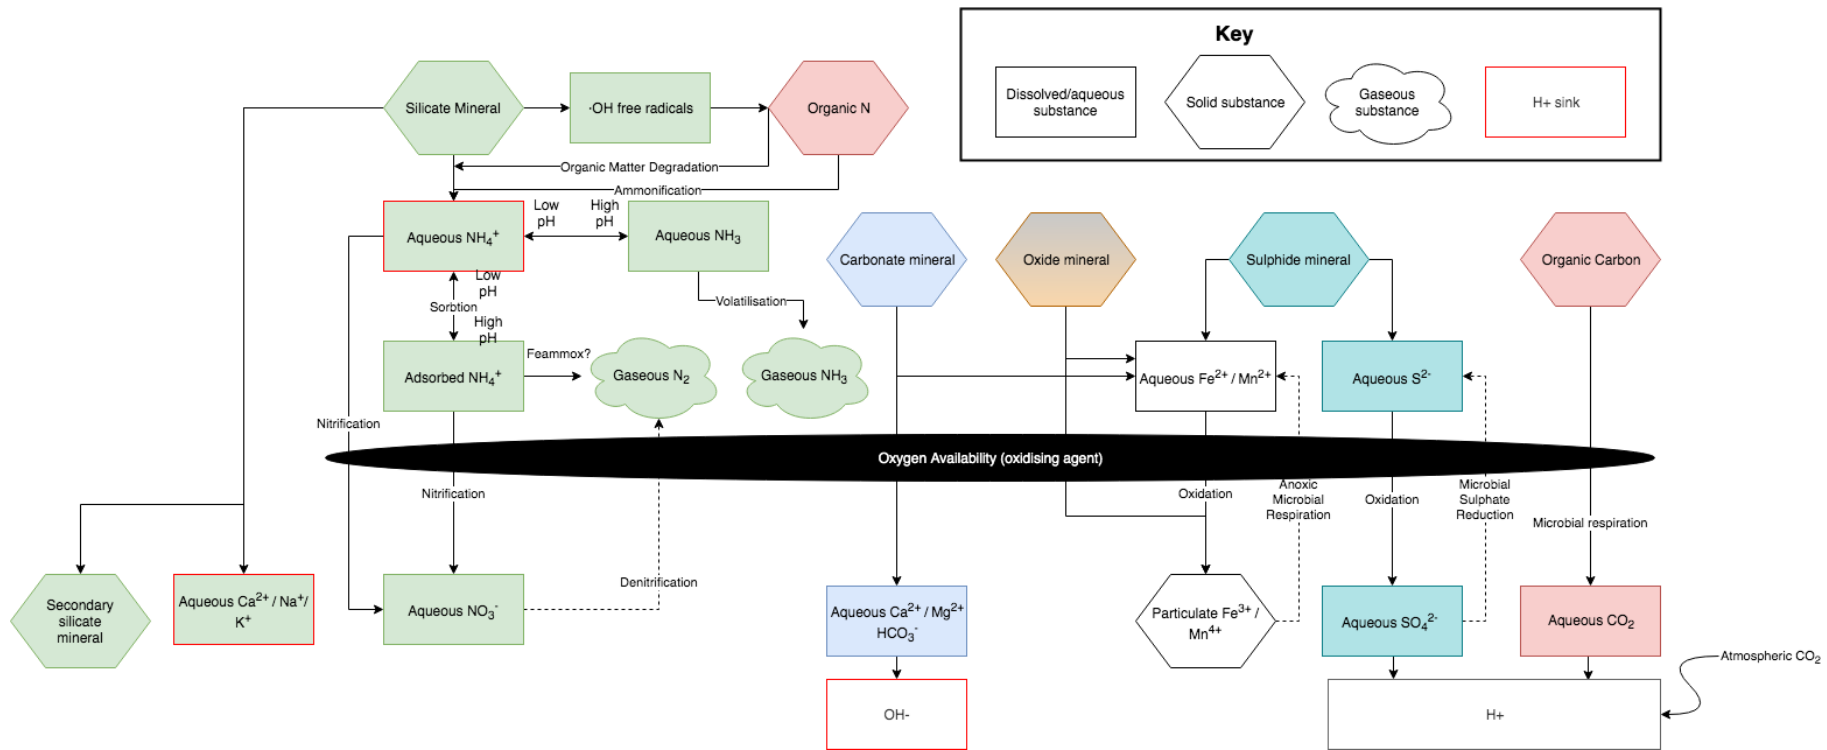 Key
Dissolved/aqueous
substance
Solid substance
Gaseous
substance
H+ sink
Silicate Mineral
·OH free radicals
Organic N
Organic Matter Degradation
Ammonification
Aqueous NH₄⁺
Low
pH
High
pH
Aqueous NH₃
Low
pH
Sorbtion
High
pH
Volatilisation
Carbonate mineral
Oxide mineral
Sulphide mineral
Organic Carbon
Adsorbed NH₄⁺
Feammox?
Gaseous N₂
Gaseous NH₃
Aqueous Fe²⁺ / Mn²⁺
Aqueous S²⁻
Nitrification
Oxygen Availability (oxidising agent)
Nitrification
Oxidation
Anoxic
Microbial
Respiration
Oxidation
Microbial
Sulphate
Reduction
Microbial respiration
Denitrification
Secondary
silicate
mineral
Aqueous Ca²⁺ / Na⁺/
K⁺
Aqueous NO₃⁻
Aqueous Ca²⁺ / Mg²⁺
HCO₃⁻
Particulate Fe³⁺ /
Mn⁴⁺
Aqueous SO₄²⁻
Aqueous CO₂
Atmospheric CO₂
OH-
H+